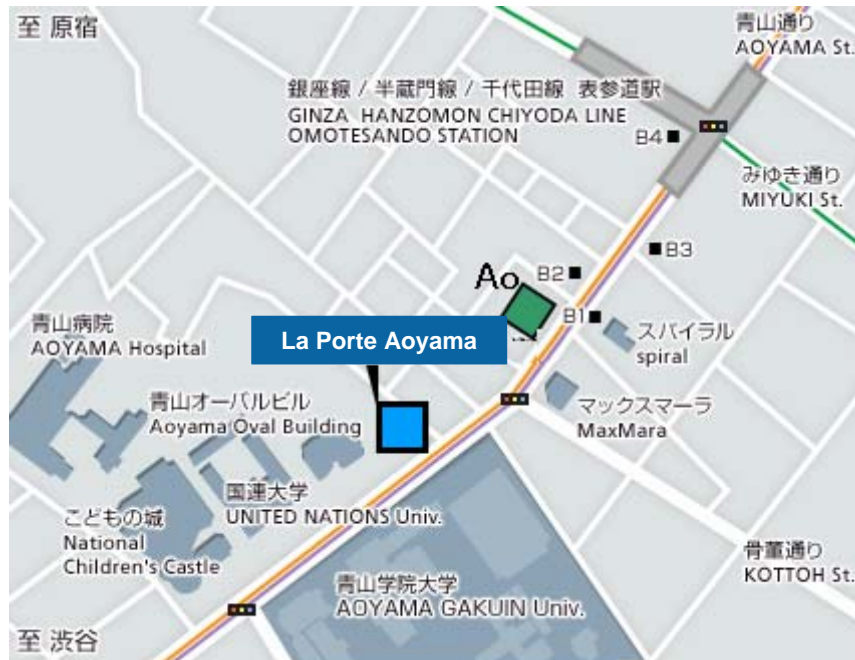 至 原宿
青山通り
AOYAMA St.
銀座線 / 半蔵門線 / 千代田線 表参道駅
GINZA HANZOMON CHIYODA LINE
OMOTESANDO STATION
B4
みゆき通り
MIYUKI St.
B3
B2
Ao
B1
スパイラル
spiral
青山病院
AOYAMA Hospital
La Porte Aoyama
マックスマーラ
MaxMara
青山オーバルビル
Aoyama Oval Building
国連大学
UNITED NATIONS Univ.
こどもの城
National
Children's Castle
骨董通り
KOTTOH St.
青山学院大学
AOYAMA GAKUIN Univ.
至 渋谷